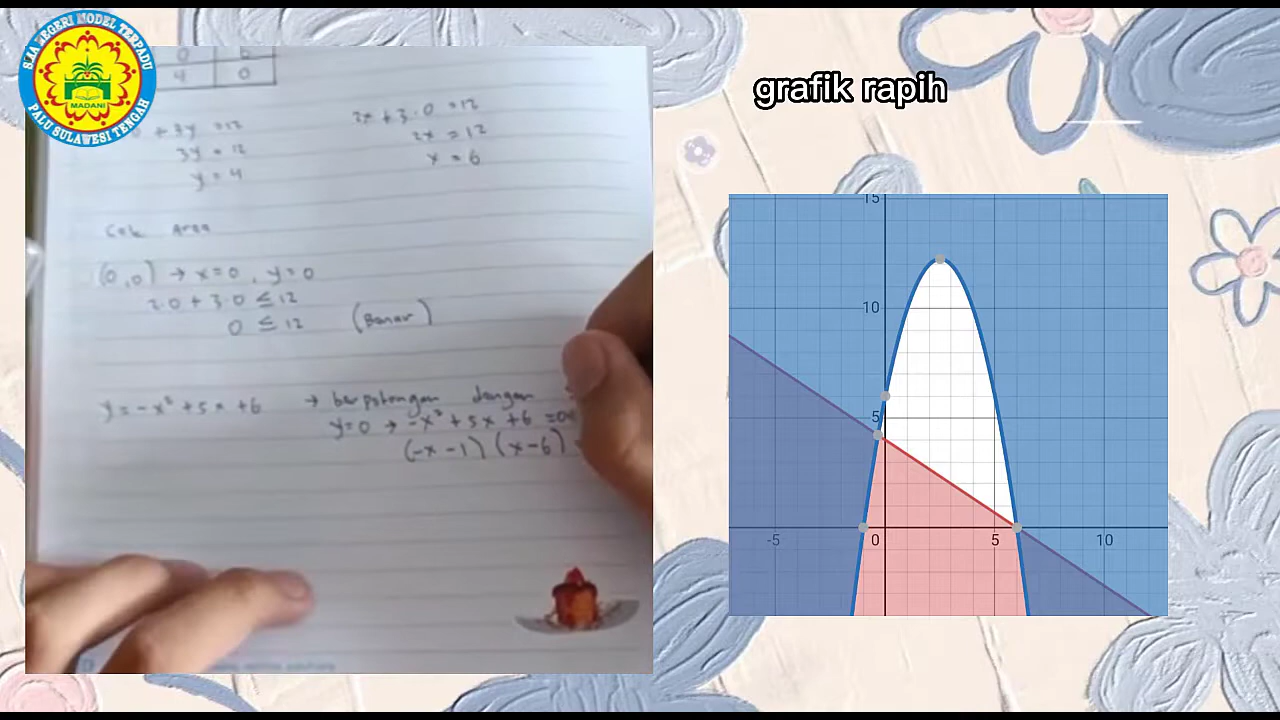 SMA NEGERI MODEL TERPADU
MADANI
PALU SULAWESI TENGAH
0 6
4 0
+ 3y = 12
3y = 12
y = 4
2x + 3.0 = 12
2x = 12
x = 6
Cek Area
(0,0) → x=0, y=0
2.0 + 3.0 ≤ 12
0 ≤ 12 (Benar)
y = -x² + 5x + 6 → berpotongan dengan
y=0 → -x² + 5x + 6 = 0
(-x -1) (x-6) =
grafik rapih
15
10
5
-5 0 5 10